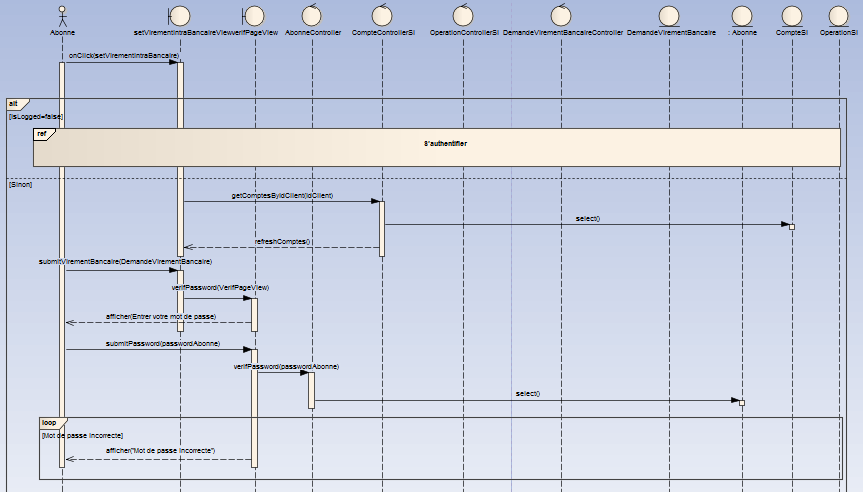 Abonne
setVirementIntraBancaireView
verifPageView
AbonneController
CompteControllerSI
OperationControllerSI
DemandeVirementBancaireController
DemandeVirementBancaire
: Abonne
CompteSI
OperationSI
onClick(setVirementIntraBancaire)
alt
[isLogged=false]
ref
S'authentifier
[Sinon]
getComptesByIdClient(idClient)
select()
refreshComptes()
submitVirementBancaire(DemandeVirementBancaire)
verifPassword(VerifPageView)
afficher(Entrer votre mot de passe)
submitPassword(passwordAbonne)
verifPassword(passwordAbonne)
select()
loop
[Mot de passe incorrecte]
afficher("Mot de passe incorrecte")